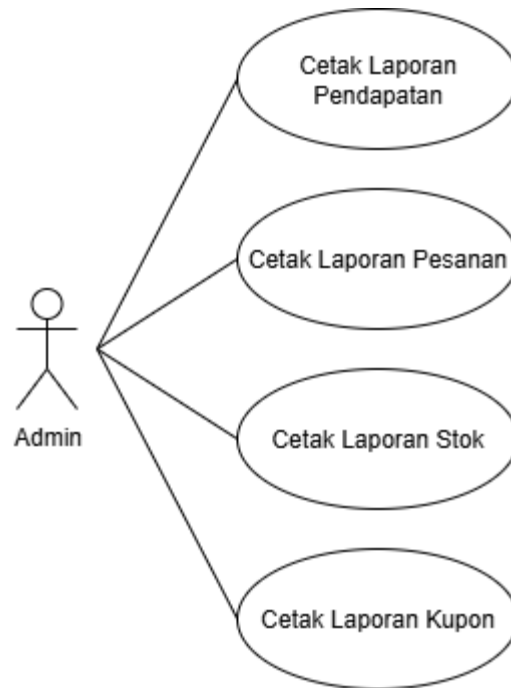 Cetak Laporan
Pendapatan
Cetak Laporan Pesanan
Admin
Cetak Laporan Stok
Cetak Laporan Kupon